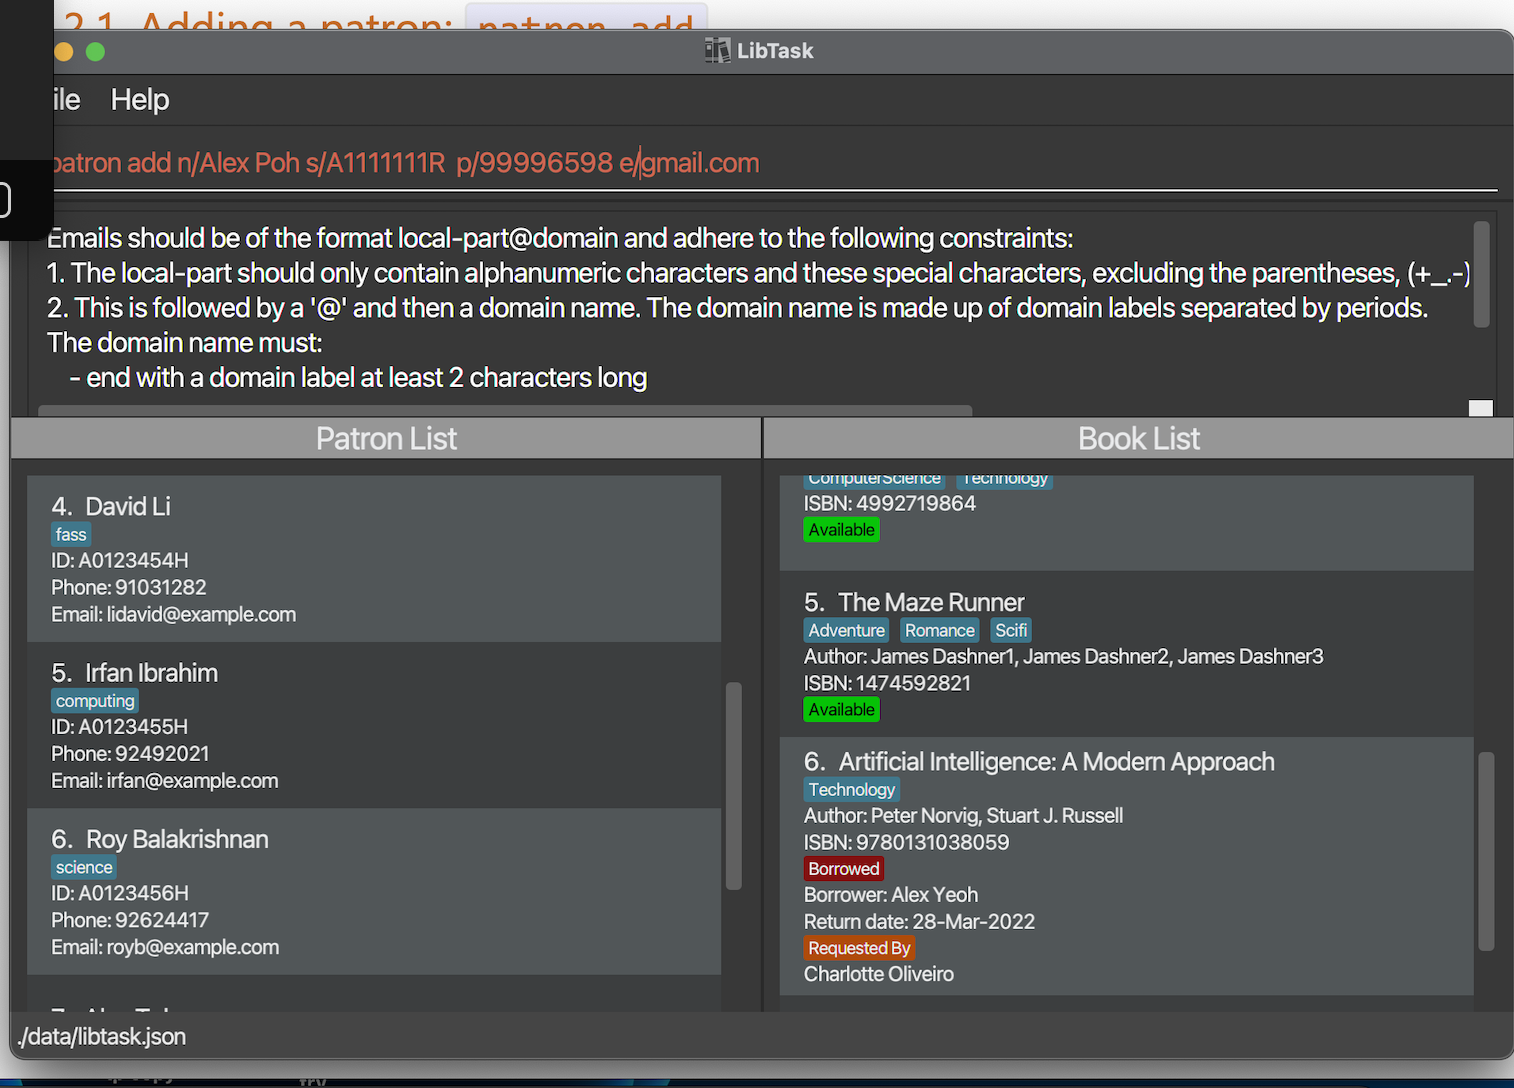 2.1. Adding a patron: patron add
LibTask
ile Help
patron add n/Alex Poh s/A1111111R p/99996598 e/gmail.com
Emails should be of the format local-part@domain and adhere to the following constraints:
1. The local-part should only contain alphanumeric characters and these special characters, excluding the parentheses, (+_.-)
2. This is followed by a '@' and then a domain name. The domain name is made up of domain labels separated by periods.
The domain name must:
- end with a domain label at least 2 characters long
Patron List
4. David Li
fass
ID: A0123454H
Phone: 91031282
Email: lidavid@example.com
5. Irfan Ibrahim
computing
ID: A0123455H
Phone: 92492021
Email: irfan@example.com
6. Roy Balakrishnan
science
ID: A0123456H
Phone: 92624417
Email: royb@example.com
Book List
ComputerScience Technology
ISBN: 4992719864
Available
5. The Maze Runner
Adventure Romance Scifi
Author: James Dashner1, James Dashner2, James Dashner3
ISBN: 1474592821
Available
6. Artificial Intelligence: A Modern Approach
Technology
Author: Peter Norvig, Stuart J. Russell
ISBN: 9780131038059
Borrowed
Borrower: Alex Yeoh
Return date: 28-Mar-2022
Requested By
Charlotte Oliveiro
./data/libtask.json